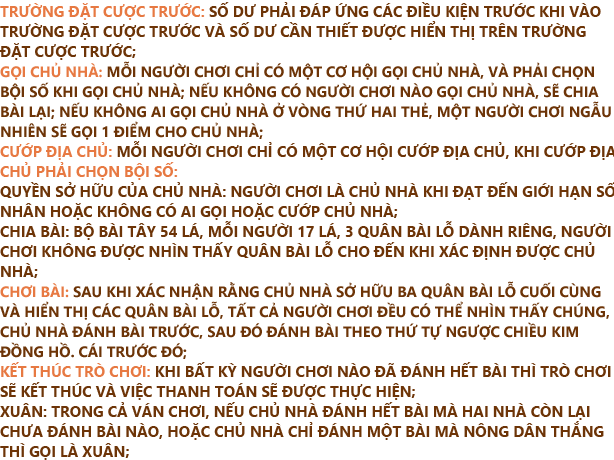 TRƯỜNG ĐẶT CƯỢC TRƯỚC: SỐ DƯ PHẢI ĐÁP ỨNG CÁC ĐIỀU KIỆN TRƯỚC KHI VÀO
TRƯỜNG ĐẶT CƯỢC TRƯỚC VÀ SỐ DƯ CẦN THIẾT ĐƯỢC HIỂN THỊ TRÊN TRƯỜNG
ĐẶT CƯỢC TRƯỚC;
GỌI CHỦ NHÀ: MỖI NGƯỜI CHƠI CHỈ CÓ MỘT CƠ HỘI GỌI CHỦ NHÀ, VÀ PHẢI CHỌN
BỘI SỐ KHI GỌI CHỦ NHÀ; NẾU KHÔNG CÓ NGƯỜI CHƠI NÀO GỌI CHỦ NHÀ, SẼ CHIA
BÀI LẠI; NẾU KHÔNG AI GỌI CHỦ NHÀ Ở VÒNG THỨ HAI THẺ, MỘT NGƯỜI CHƠI NGẪU
NHIÊN SẼ GỌI 1 ĐIỂM CHO CHỦ NHÀ;
CƯỚP ĐỊA CHỦ: MỖI NGƯỜI CHƠI CHỈ CÓ MỘT CƠ HỘI CƯỚP ĐỊA CHỦ, KHI CƯỚP ĐỊA
CHỦ PHẢI CHỌN BỘI SỐ:
QUYỀN SỞ HỮU CỦA CHỦ NHÀ: NGƯỜI CHƠI LÀ CHỦ NHÀ KHI ĐẠT ĐẾN GIỚI HẠN SỐ
NHÂN HOẶC KHÔNG CÓ AI GỌI HOẶC CƯỚP CHỦ NHÀ;
CHIA BÀI: BỘ BÀI TÂY 54 LÁ, MỖI NGƯỜI 17 LÁ, 3 QUÂN BÀI LỖ DÀNH RIÊNG, NGƯỜI
CHƠI KHÔNG ĐƯỢC NHÌN THẤY QUÂN BÀI LỖ CHO ĐẾN KHI XÁC ĐỊNH ĐƯỢC CHỦ
NHÀ;
CHƠI BÀI: SAU KHI XÁC NHẬN RẰNG CHỦ NHÀ SỞ HỮU BA QUÂN BÀI LỖ CUỐI CÙNG
VÀ HIỂN THỊ CÁC QUÂN BÀI LỖ, TẤT CẢ NGƯỜI CHƠI ĐỀU CÓ THỂ NHÌN THẤY CHÚNG,
CHỦ NHÀ ĐÁNH BÀI TRƯỚC, SAU ĐÓ ĐÁNH BÀI THEO THỨ TỰ NGƯỢC CHIỀU KIM
ĐỒNG HỒ. CÁI TRƯỚC ĐÓ;
KẾT THÚC TRÒ CHƠI: KHI BẤT KỲ NGƯỜI CHƠI NÀO ĐÃ ĐÁNH HẾT BÀI THÌ TRÒ CHƠI
SẼ KẾT THÚC VÀ VIỆC THANH TOÁN SẼ ĐƯỢC THỰC HIỆN;
XUÂN: TRONG CẢ VÁN CHƠI, NẾU CHỦ NHÀ ĐÁNH HẾT BÀI MÀ HAI NHÀ CÒN LẠI
CHƯA ĐÁNH BÀI NÀO, HOẶC CHỦ NHÀ CHỈ ĐÁNH MỘT BÀI MÀ NÔNG DÂN THẮNG
THÌ GỌI LÀ XUÂN;